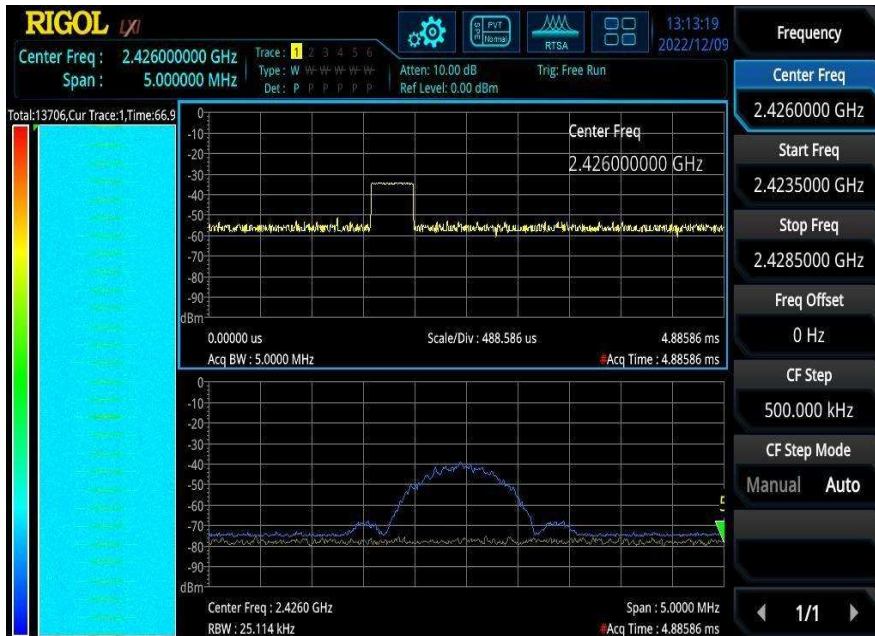 RIGOL LXI
Center Freq : 2.426000000 GHz
Span : 5.000000 MHz
Trace : 1 2 3 4 5 6
Type : W W W W W W
Det : P P P P P P
SPE PVT Normal
RTSA
Atten: 10.00 dB
Ref Level: 0.00 dBm
Trig: Free Run
13:13:19
2022/12/09
Total:13706,Cur Trace:1,Time:66.9
0
-10
-20
-30
-40
-50
-60
-70
-80
-90
dBm
Center Freq
2.426000000 GHz
0.00000 us Scale/Div : 488.586 us 4.88586 ms
Acq BW : 5.0000 MHz #Acq Time : 4.88586 ms
0
-10
-20
-30
-40
-50
-60
-70
-80
-90
dBm
5
Center Freq : 2.4260 GHz Span : 5.0000 MHz
RBW : 25.114 kHz #Acq Time : 4.88586 ms
Frequency
Center Freq
2.4260000 GHz
Start Freq
2.4235000 GHz
Stop Freq
2.4285000 GHz
Freq Offset
0 Hz
CF Step
500.000 kHz
CF Step Mode
Manual Auto
1/1